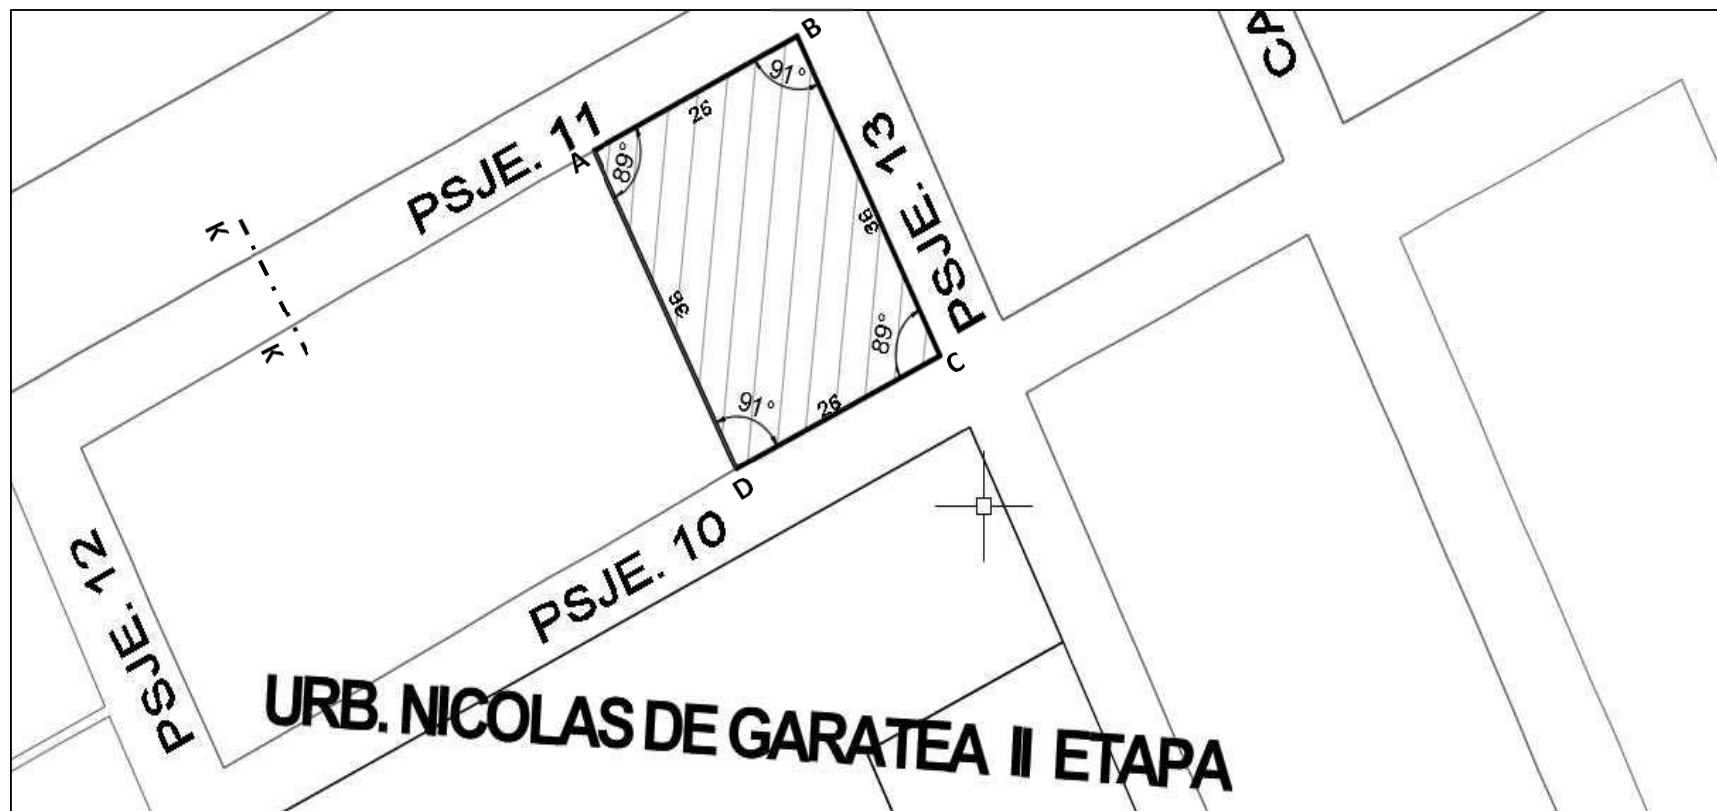 B
CA
91°
26
PSJE. 11
A
89°
PSJE. 13
K
36
36
K
89°
C
91°
26
D
PSJE. 10
PSJE. 12
URB. NICOLAS DE GARATEA II ETAPA